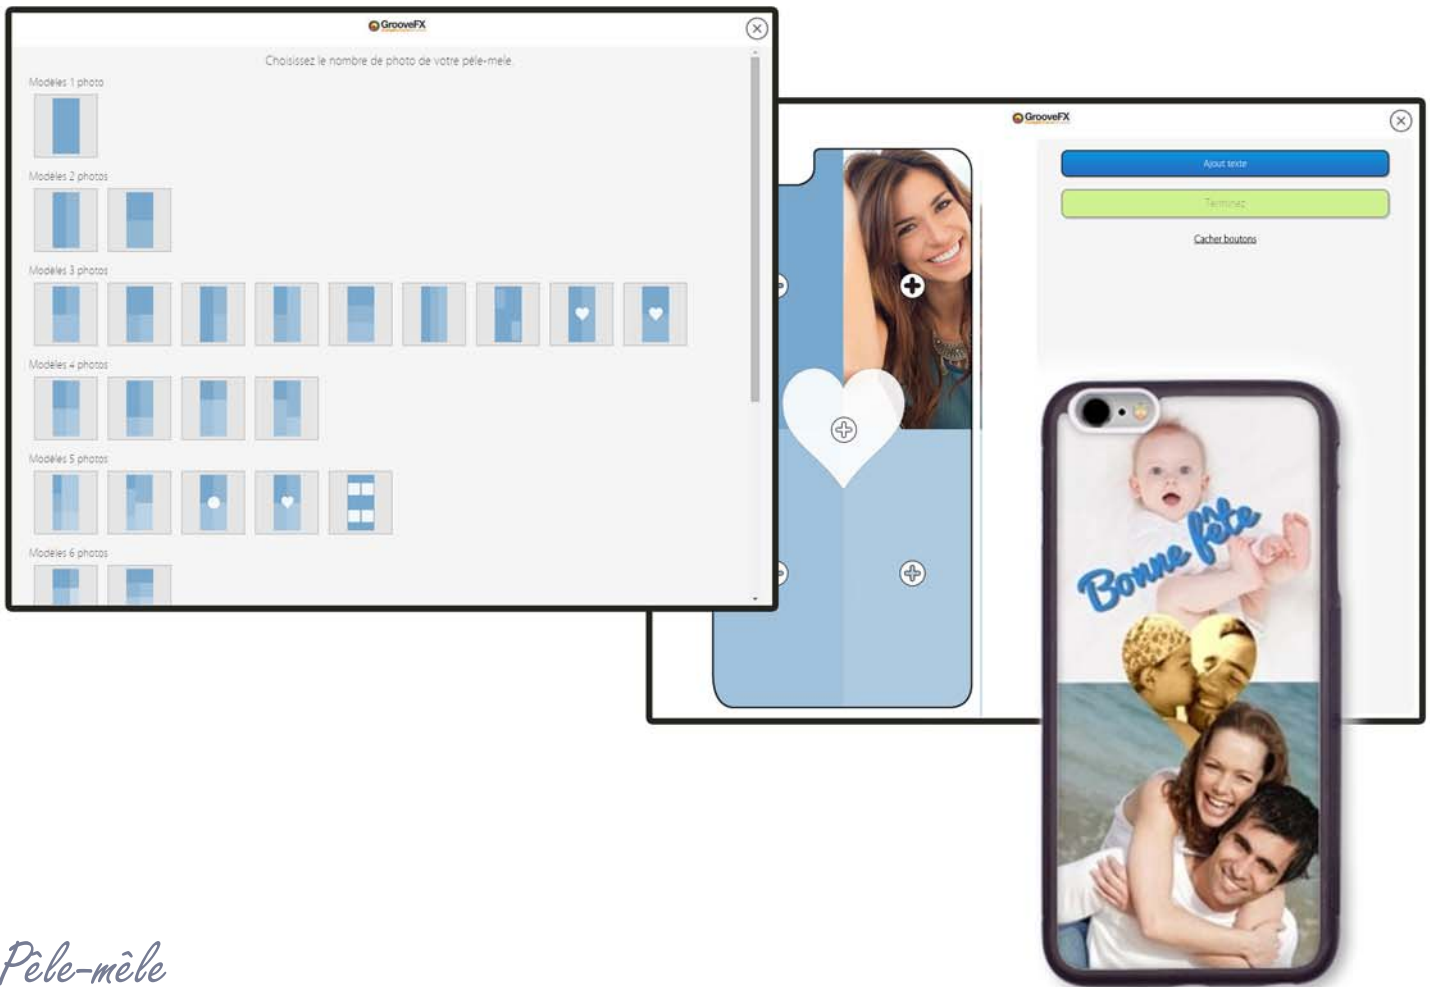 GrooveFX
Choisissez le nombre de photo de votre pèle-mele.
Modèles 1 photo
Modèles 2 photos
Modèles 3 photos
Modèles 4 photos
Modèles 5 photos
Modèles 6 photos
GrooveFX
Ajout texte
Terminez
Cacher boutons
Bonne fête
Pêle-mêle